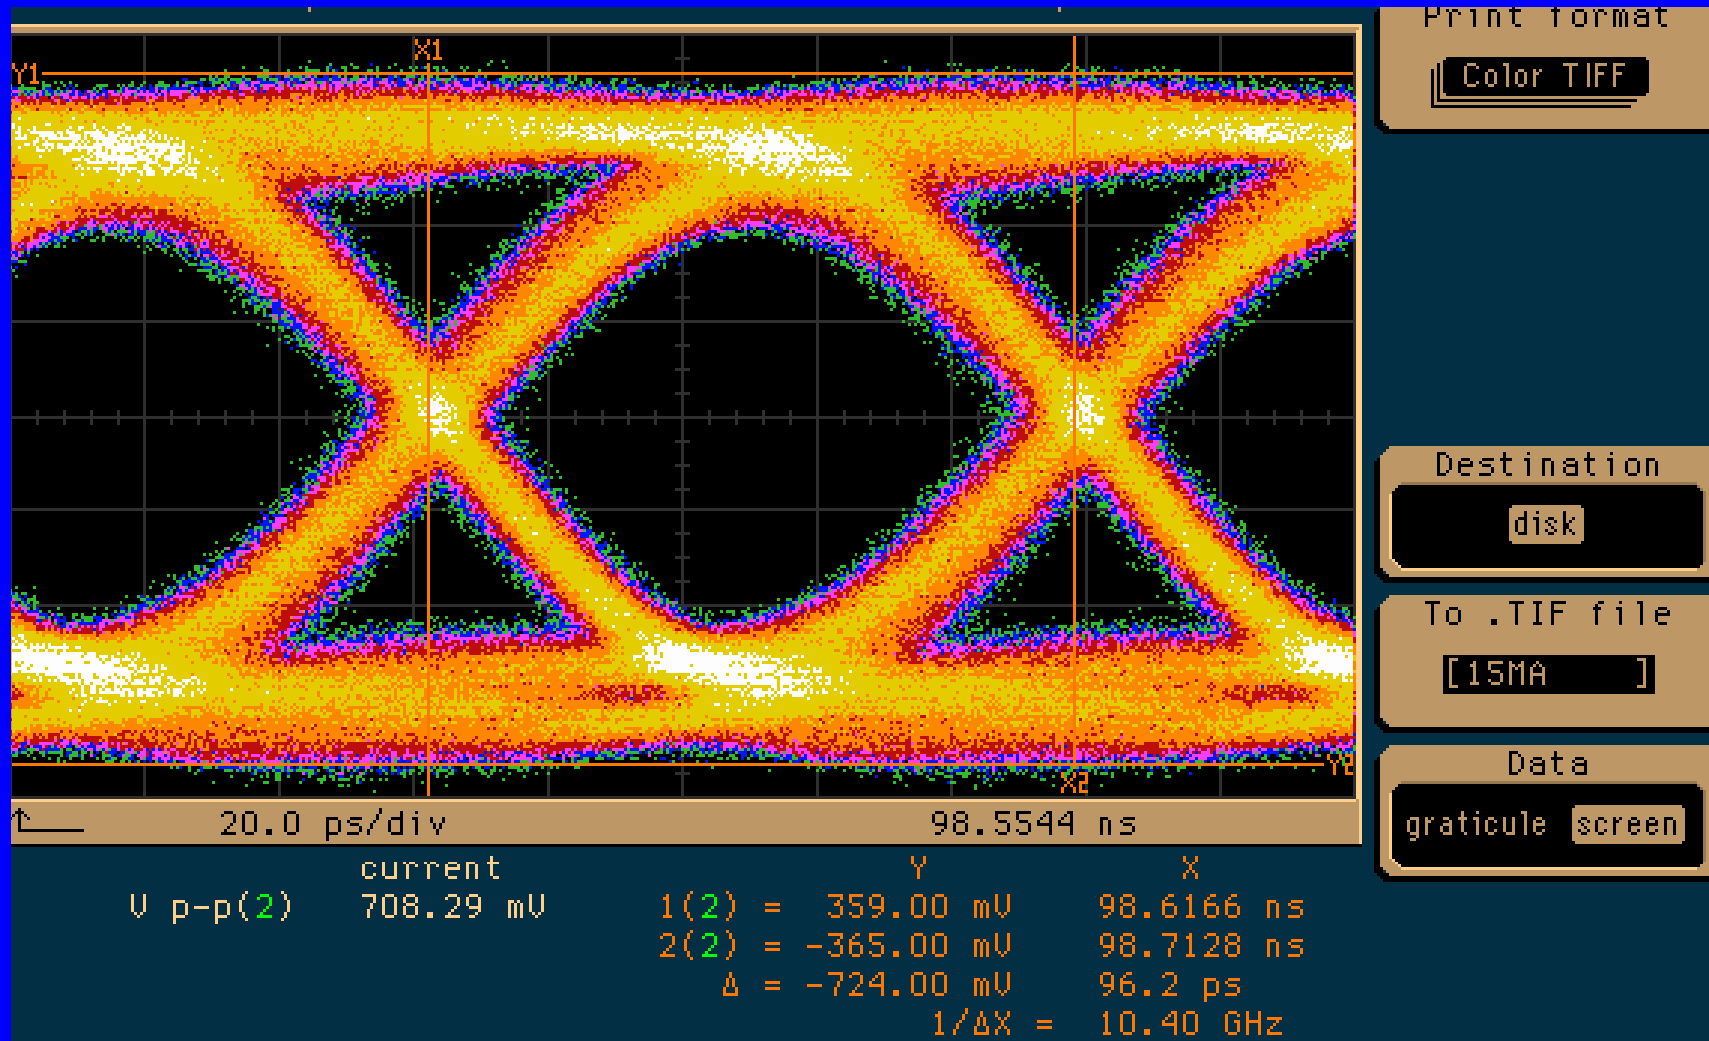 Print format
Color TIFF
X1
Y1
Destination
disk
To .TIF file
[15MA ]
X2
Data
graticule screen
20.0 ps/div 98.5544 ns
current Y X
V p-p(2) 708.29 mV 1(2) = 359.00 mV 98.6166 ns
2(2) = -365.00 mV 98.7128 ns
Δ = -724.00 mV 96.2 ps
1/ΔX = 10.40 GHz